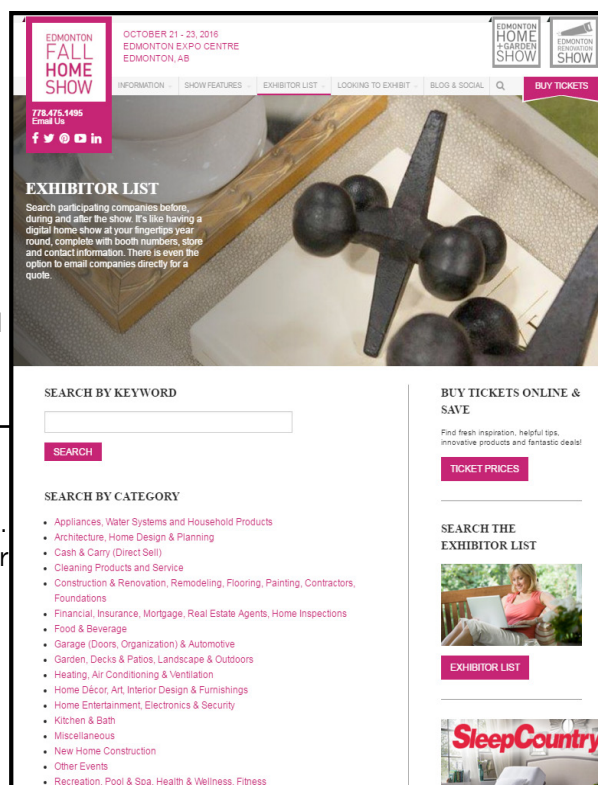 EDMONTON
FALL
HOME
SHOW
OCTOBER 21 - 23, 2016
EDMONTON EXPO CENTRE
EDMONTON, AB
EDMONTON
HOME
+GARDEN
SHOW
EDMONTON
RENOVATION
SHOW
INFORMATION
SHOW FEATURES
EXHIBITOR LIST
LOOKING TO EXHIBIT
BLOG & SOCIAL
BUY TICKETS
778.475.1495
Email Us
EXHIBITOR LIST
Search participating companies before,
during and after the show. It's like having a
digital home show at your fingertips year
round, complete with booth numbers, store
and contact information. There is even the
option to email companies directly for a
quote.
SEARCH BY KEYWORD
SEARCH
SEARCH BY CATEGORY
Appliances, Water Systems and Household Products
Architecture, Home Design & Planning
Cash & Carry (Direct Sell)
Cleaning Products and Service
Construction & Renovation, Remodeling, Flooring, Painting, Contractors,
Foundations
Financial, Insurance, Mortgage, Real Estate Agents, Home Inspections
Food & Beverage
Garage (Doors, Organization) & Automotive
Garden, Decks & Patios, Landscape & Outdoors
Heating, Air Conditioning & Ventilation
Home Décor, Art, Interior Design & Furnishings
Home Entertainment, Electronics & Security
Kitchen & Bath
Miscellaneous
New Home Construction
Other Events
Recreation, Pool & Spa, Health & Wellness, Fitness
BUY TICKETS ONLINE &
SAVE
Find fresh inspiration, helpful tips,
innovative products and fantastic deals!
TICKET PRICES
SEARCH THE
EXHIBITOR LIST
EXHIBITOR LIST
SleepCountry